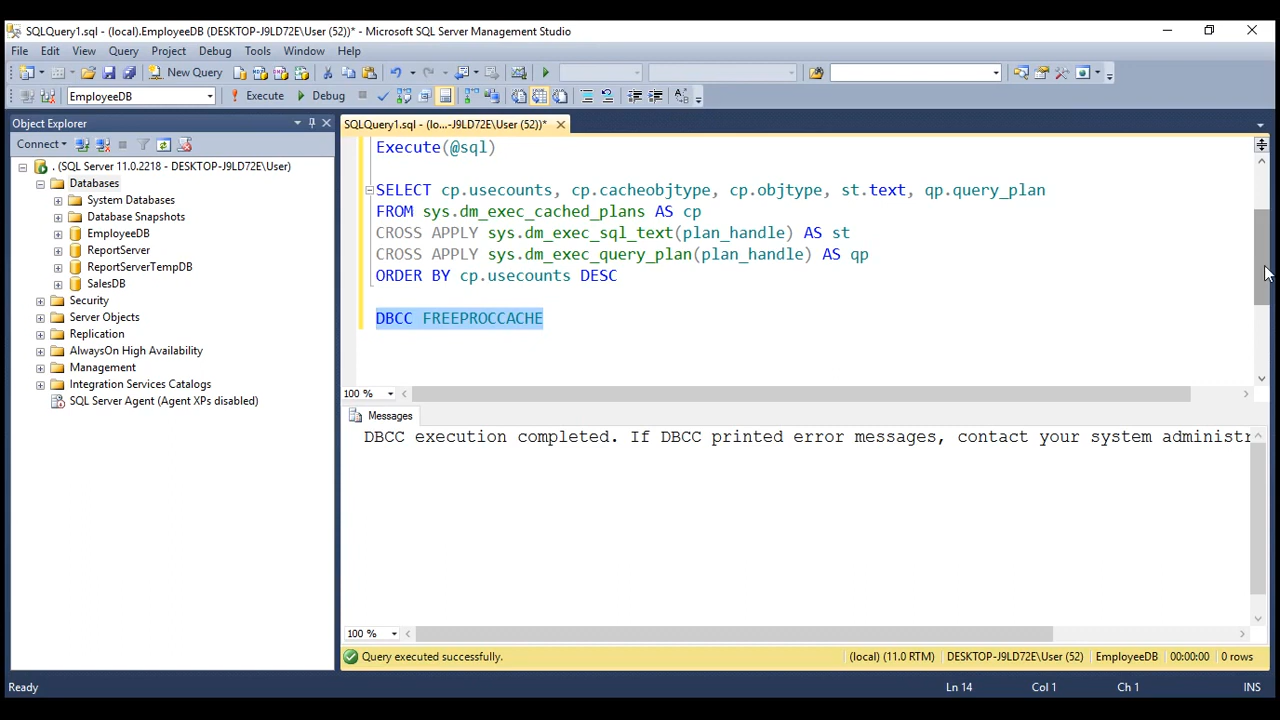 SQLQuery1.sql - (local).EmployeeDB (DESKTOP-J9LD72E\User (52))* - Microsoft SQL Server Management Studio
File Edit View Query Project Debug Tools Window Help
New Query
EmployeeDB Execute Debug
Object Explorer
Connect
. (SQL Server 11.0.2218 - DESKTOP-J9LD72E\User)
Databases
System Databases
Database Snapshots
EmployeeDB
ReportServer
ReportServerTempDB
SalesDB
Security
Server Objects
Replication
AlwaysOn High Availability
Management
Integration Services Catalogs
SQL Server Agent (Agent XPs disabled)
SQLQuery1.sql - (lo...-J9LD72E\User (52))*
Execute(@sql)
SELECT cp.usecounts, cp.cacheobjtype, cp.objtype, st.text, qp.query_plan
FROM sys.dm_exec_cached_plans AS cp
CROSS APPLY sys.dm_exec_sql_text(plan_handle) AS st
CROSS APPLY sys.dm_exec_query_plan(plan_handle) AS qp
ORDER BY cp.usecounts DESC
DBCC FREEPROCCACHE
100 %
Messages
DBCC execution completed. If DBCC printed error messages, contact your system administr
100 %
Query executed successfully. (local) (11.0 RTM) DESKTOP-J9LD72E\User (52) EmployeeDB 00:00:00 0 rows
Ready Ln 14 Col 1 Ch 1 INS